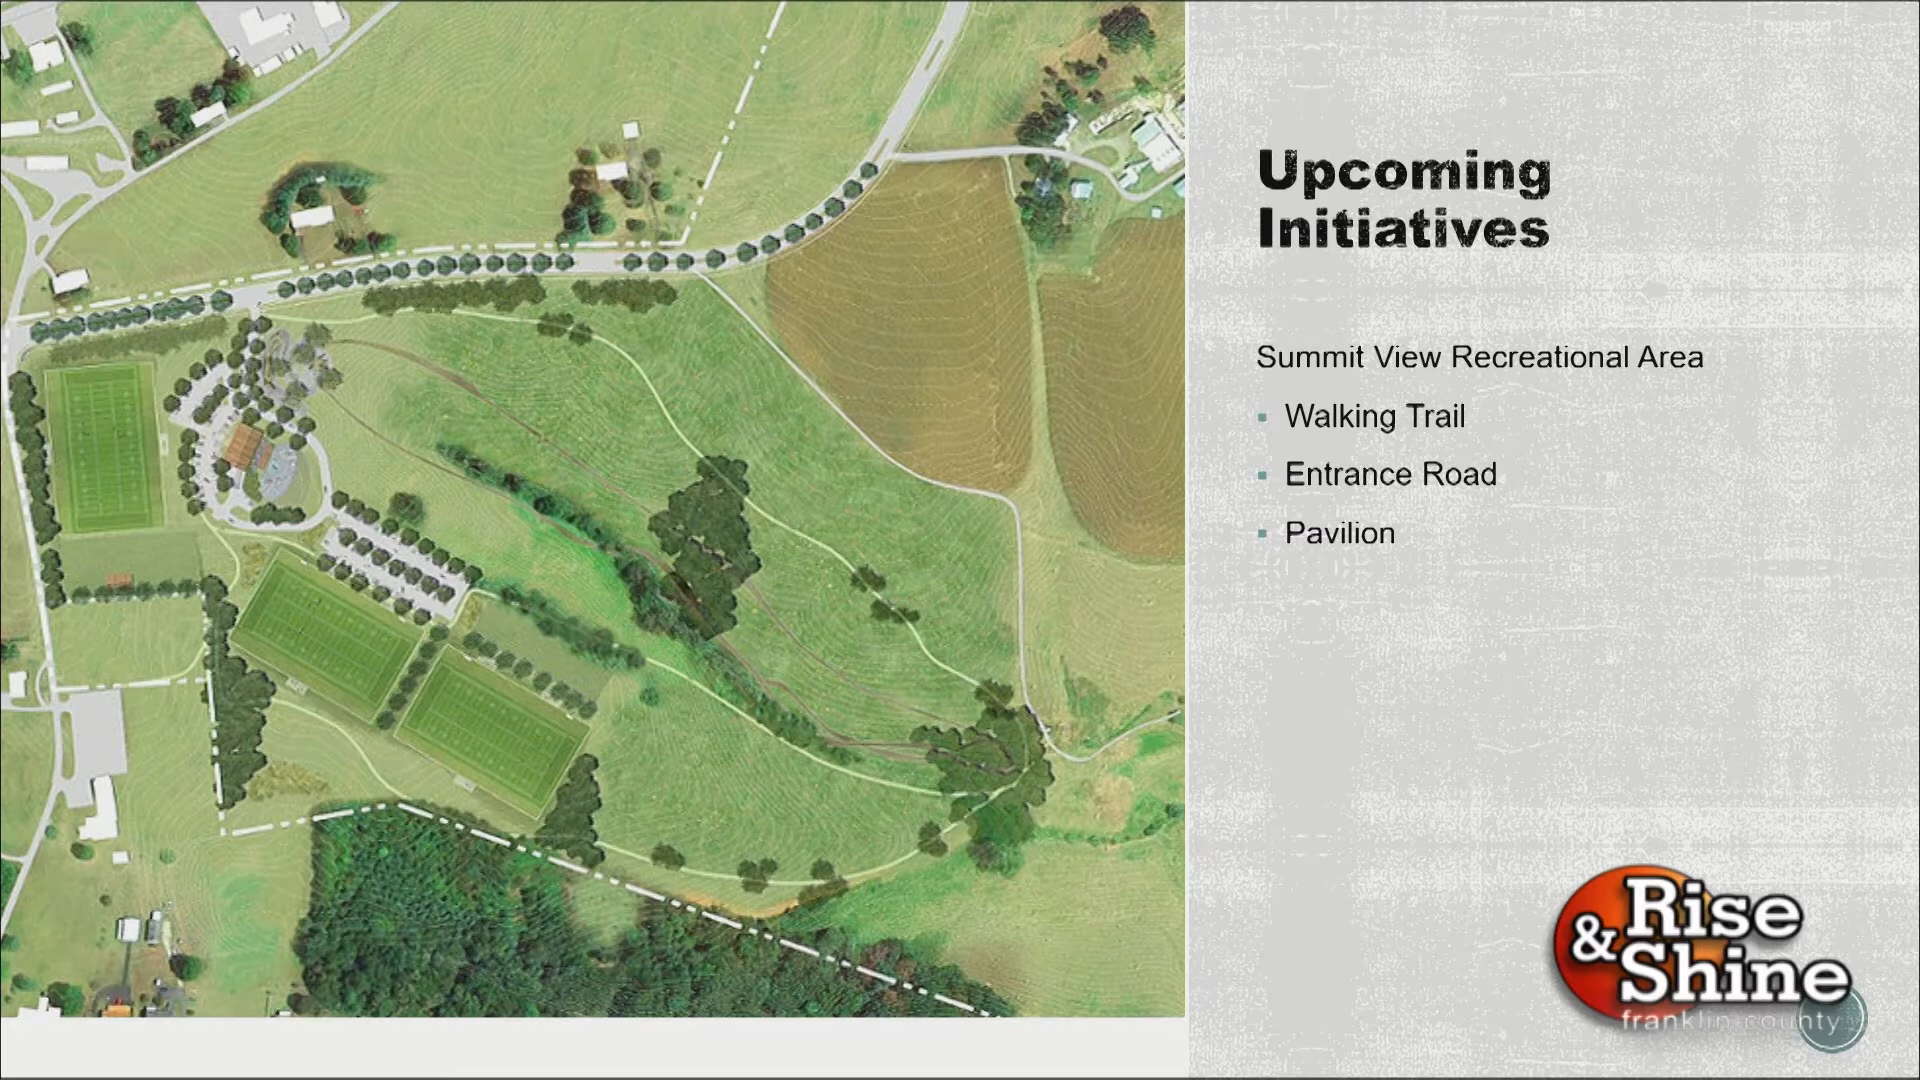 Upcoming
Initiatives
Summit View Recreational Area
Walking Trail
Entrance Road
Pavilion
Rise
& Shine
franklin county